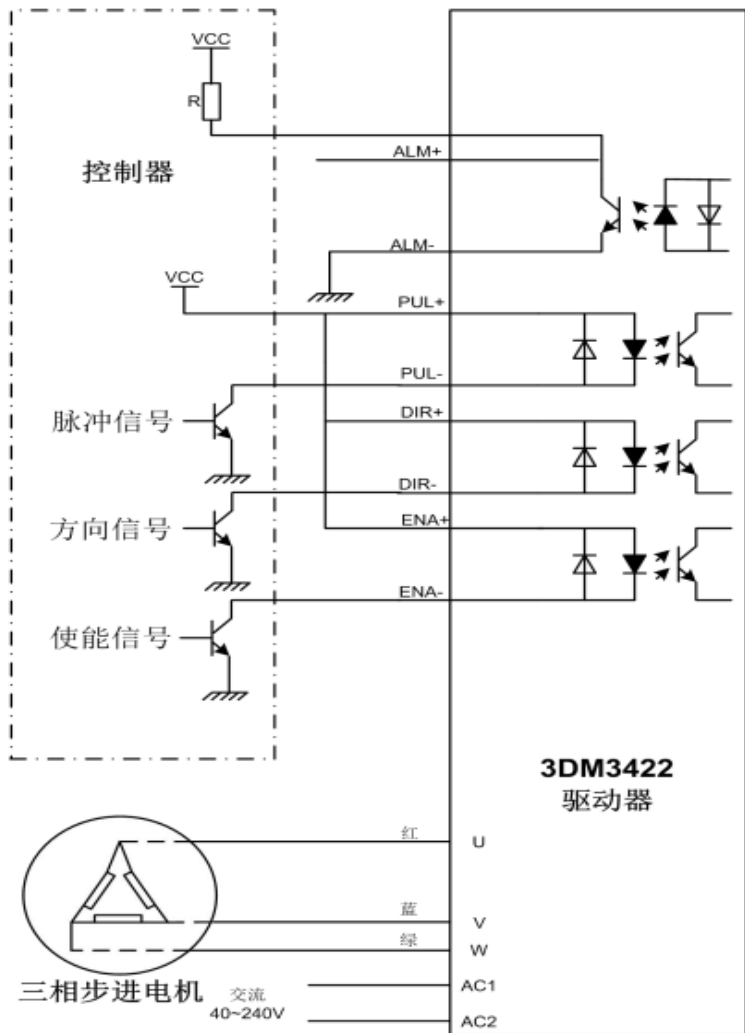 VCC
R
ALM+
控制器
ALM-
VCC
PUL+
PUL-
脉冲信号
DIR+
DIR-
方向信号
ENA+
ENA-
使能信号
3DM3422
驱动器
红
U
蓝
V
绿
W
三相步进电机
交流
40~240V
AC1
AC2